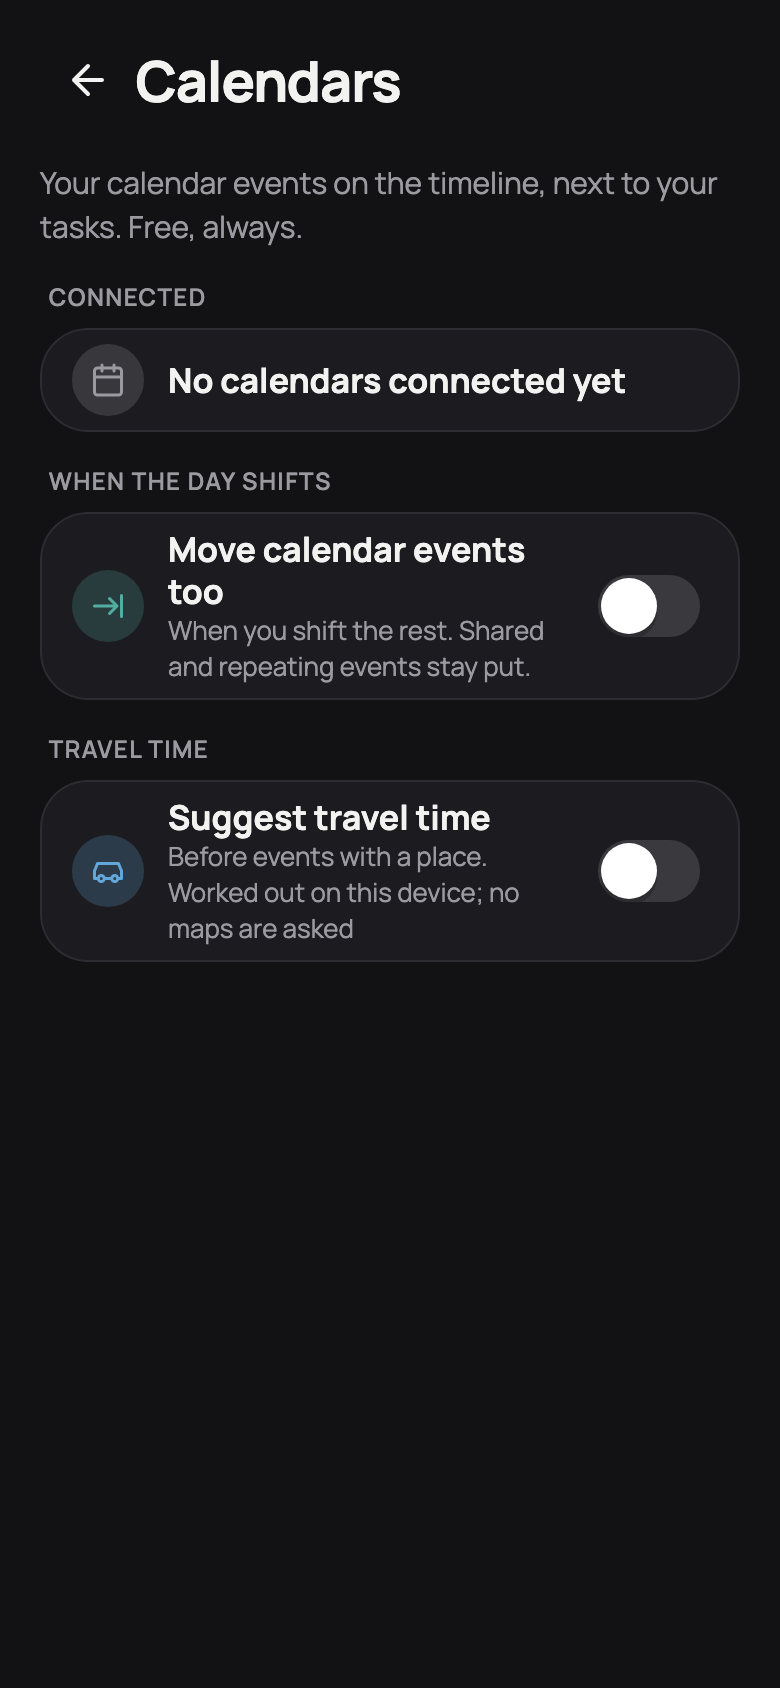 Calendars
Your calendar events on the timeline, next to your
tasks. Free, always.
CONNECTED
No calendars connected yet
WHEN THE DAY SHIFTS
Move calendar events
too
When you shift the rest. Shared
and repeating events stay put.
TRAVEL TIME
Suggest travel time
Before events with a place.
Worked out on this device; no
maps are asked